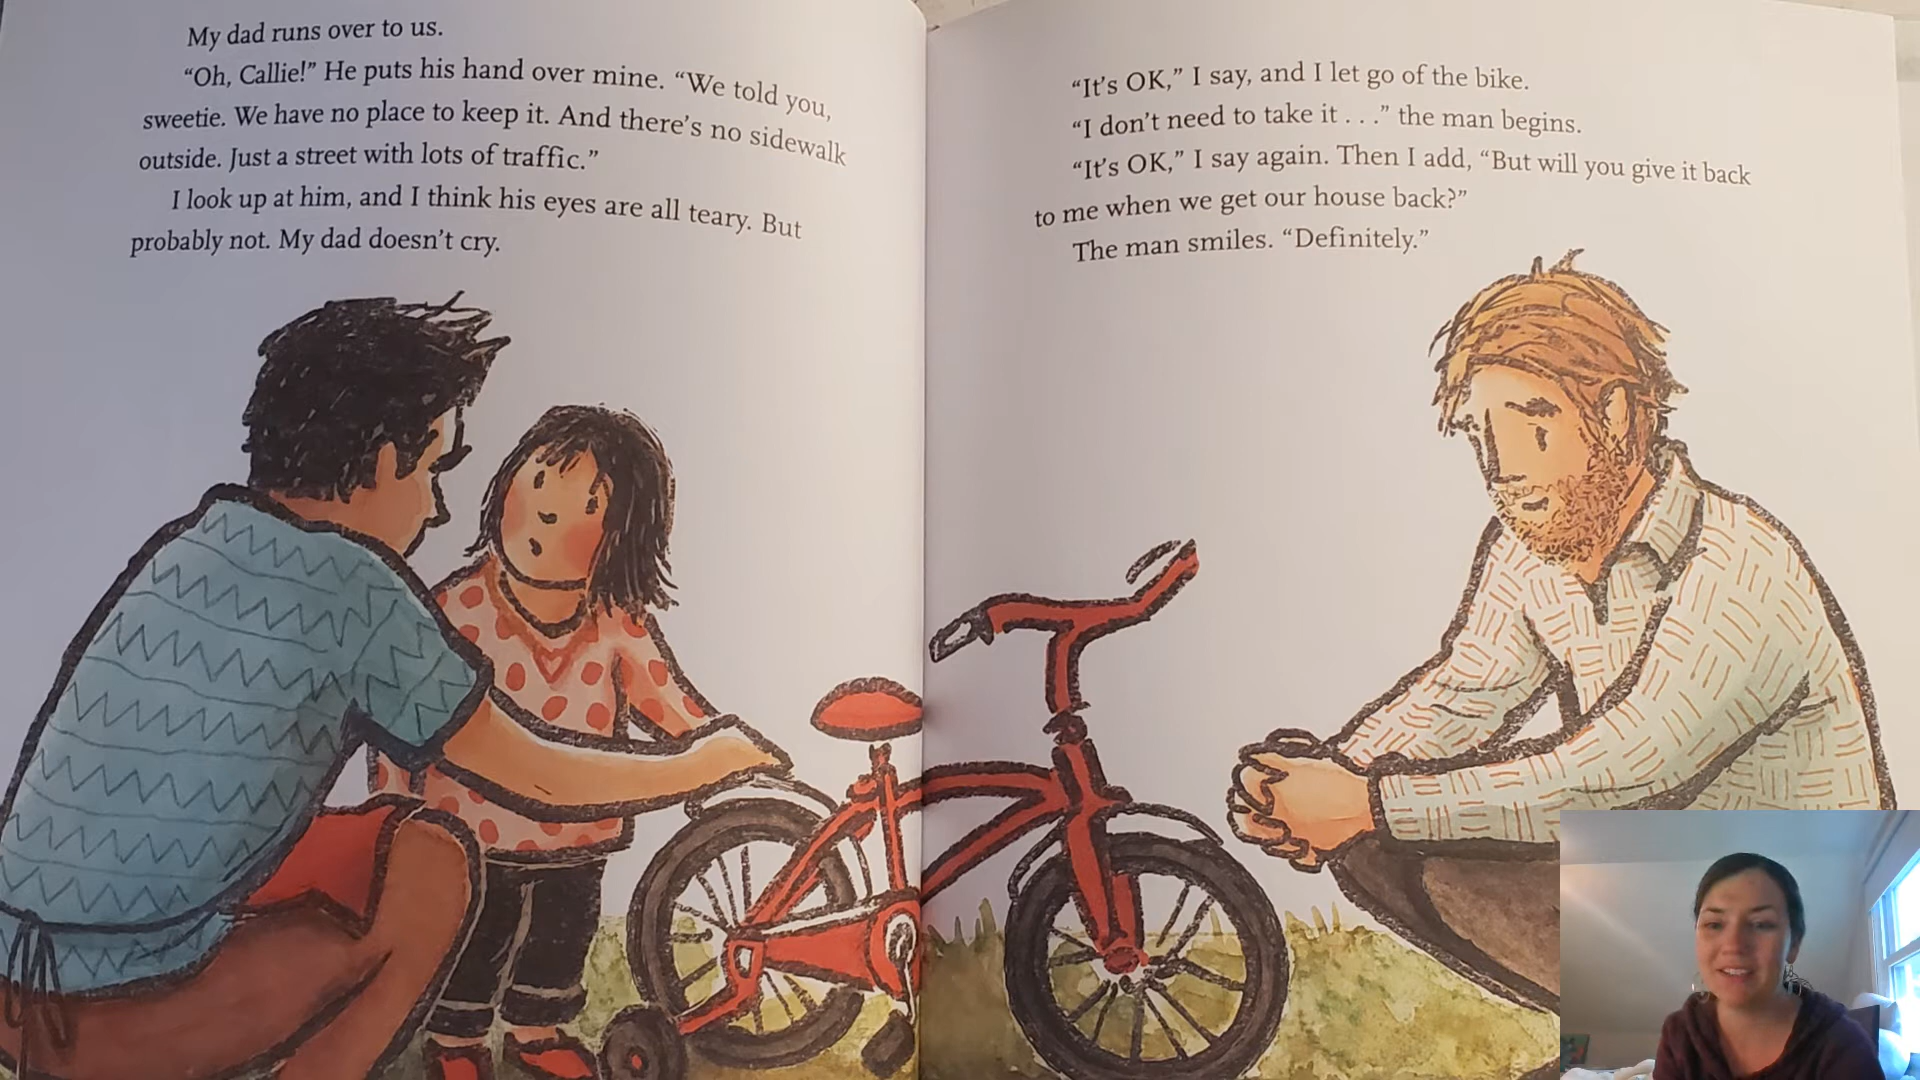 My dad runs over to us.
“Oh, Callie!” He puts his hand over mine. “We told you,
sweetie. We have no place to keep it. And there’s no sidewalk
outside. Just a street with lots of traffic.”
I look up at him, and I think his eyes are all teary. But
probably not. My dad doesn’t cry.
“It’s OK,” I say, and I let go of the bike.
“I don’t need to take it . . .” the man begins.
“It’s OK,” I say again. Then I add, “But will you give it back
to me when we get our house back?”
The man smiles. “Definitely.”